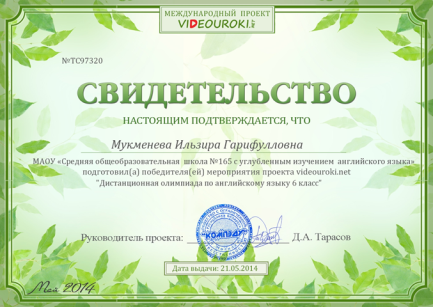 МЕЖДУНАРОДНЫЙ ПРОЕКТ
VIDEOUROKI.
№ТС97320
СВИДЕТЕЛЬСТВО
НАСТОЯЩИМ ПОДТВЕРЖДАЕТСЯ, ЧТО
Мукменева Ильзира Гарифулловна
МАОУ «Средняя общеобразовательная школа №165 с углубленным изучением английского языка»
подготовил(а) победителя(ей) мероприятия проекта videouroki.net
"Дистанционная олимпиада по английскому языку 6 класс"
Руководитель проекта:
"КОМПЭДУ"
Д.А. Тарасов
Дата выдачи: 21.05.2014
Май 2014